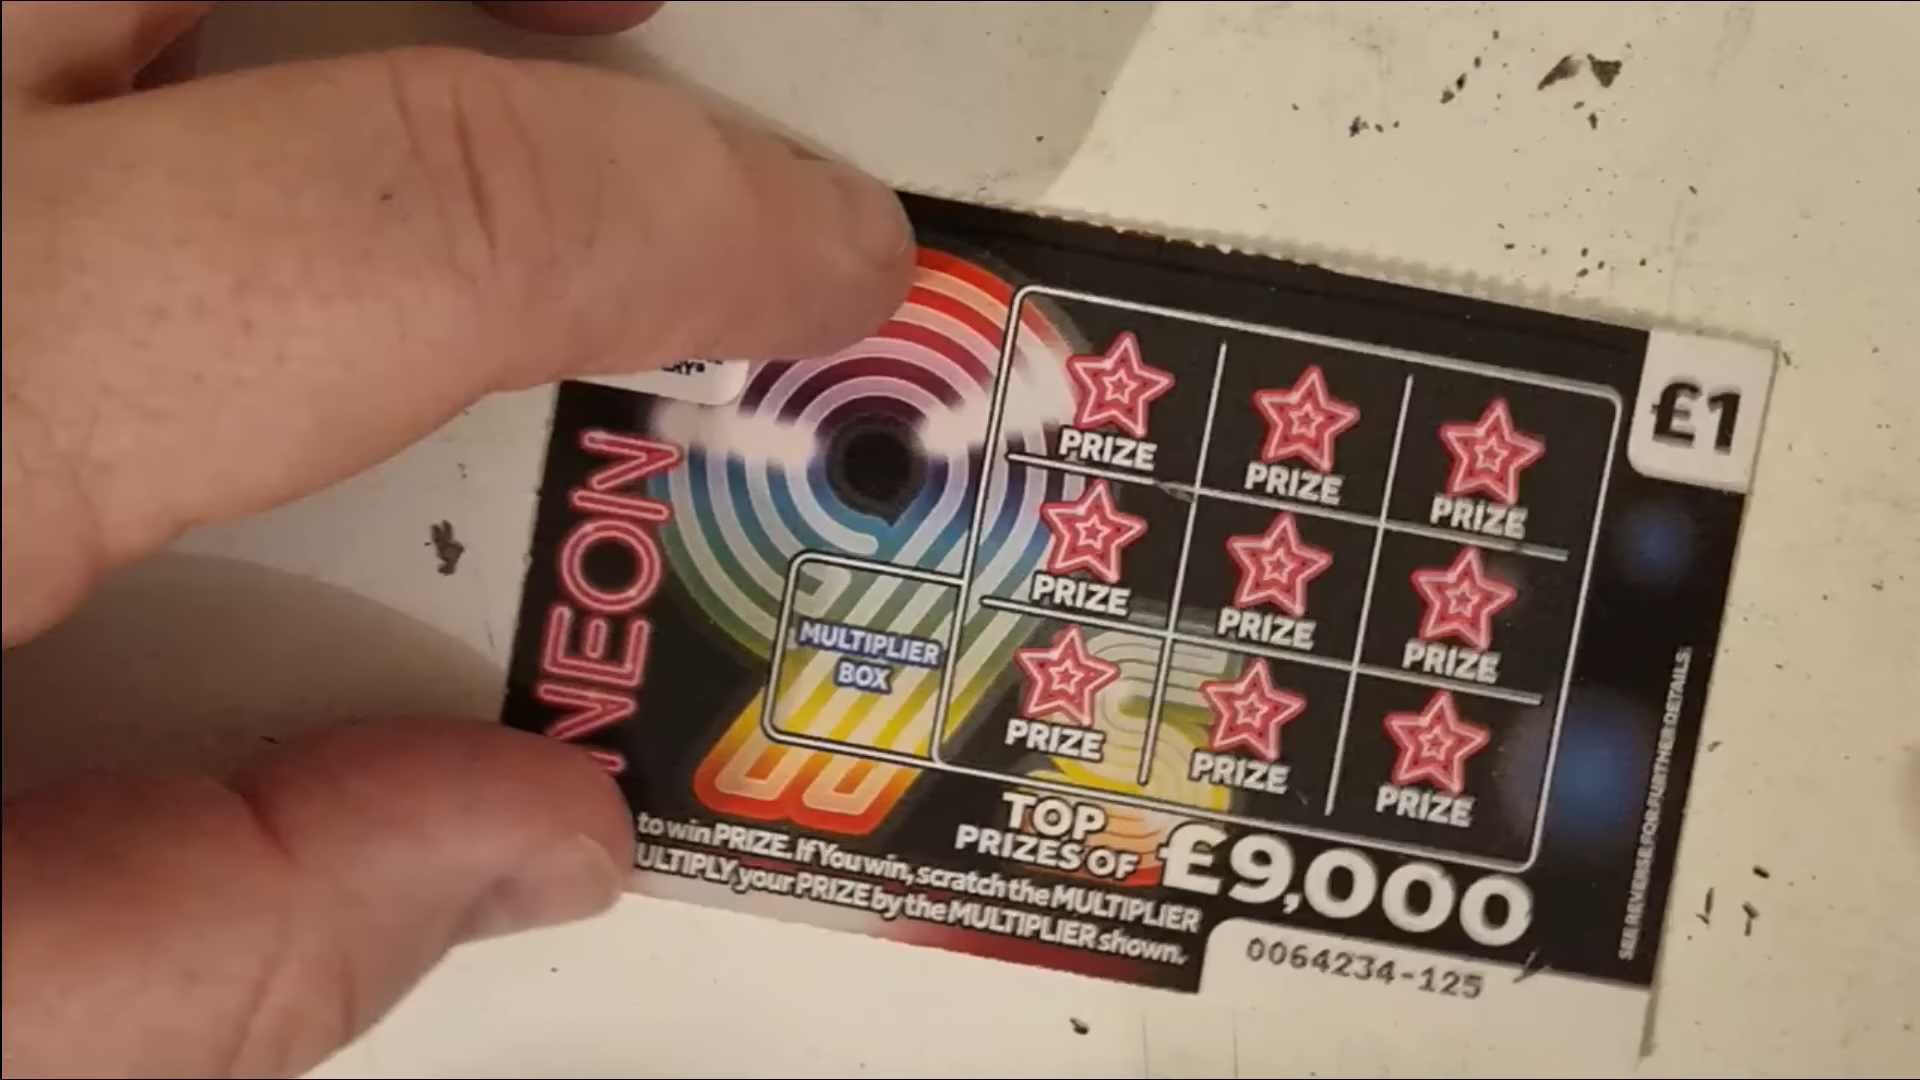 £1
NEON
PRIZE PRIZE PRIZE
PRIZE PRIZE PRIZE
PRIZE PRIZE PRIZE
MULTIPLIER
BOX
TOP
PRIZES OF £9,000
to win PRIZE. If You win, scratch the MULTIPLIER
ULTIPLY your PRIZE by the MULTIPLIER shown.
0064234-125
SEE REVERSE FOR FURTHER DETAILS.